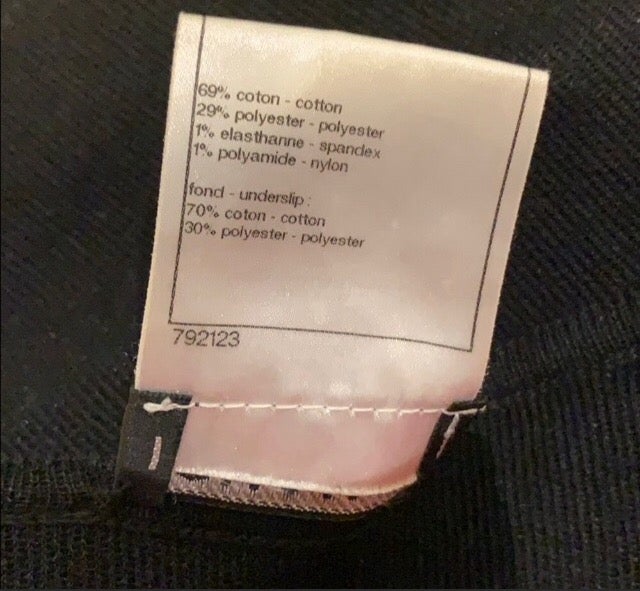 69% coton - cotton
29% polyester - polyester
1% elasthanne - spandex
1% polyamide - nylon
fond - underslip :
70% coton - cotton
30% polyester - polyester
792123